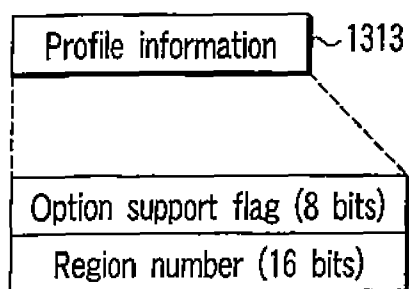 Profile information
1313
Option support flag (8 bits)
Region number (16 bits)